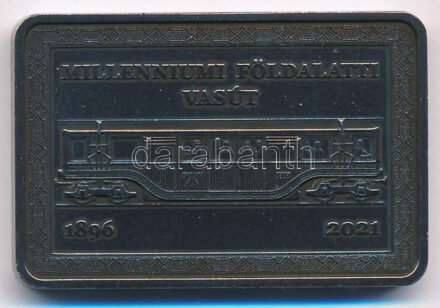 MILLENNIUMI FÖLDALATTI
VASÚT
darabanth
1896 2021